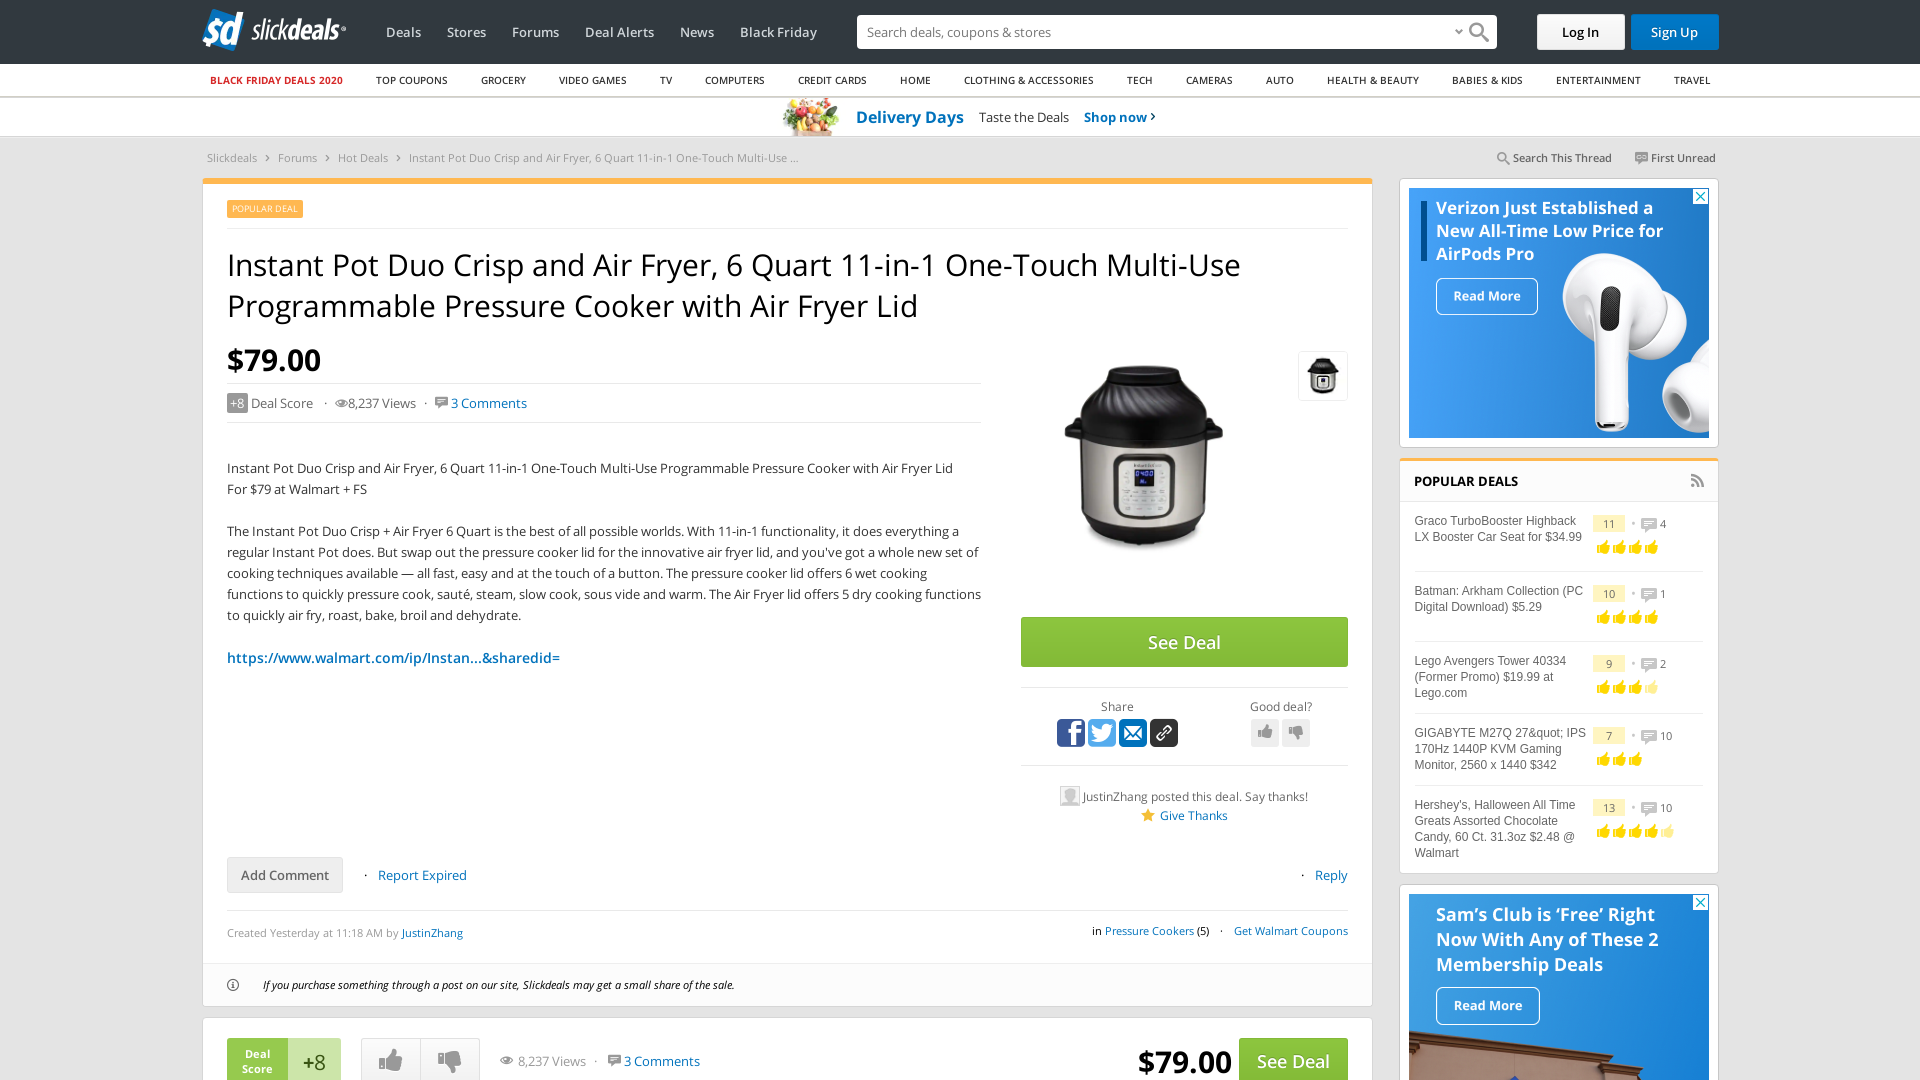 slickdeals
Deals
Stores
Forums
Deal Alerts
News
Black Friday
Search deals, coupons & stores
Log In
Sign Up
BLACK FRIDAY DEALS 2020
TOP COUPONS
GROCERY
VIDEO GAMES
TV
COMPUTERS
CREDIT CARDS
HOME
CLOTHING & ACCESSORIES
TECH
CAMERAS
AUTO
HEALTH & BEAUTY
BABIES & KIDS
ENTERTAINMENT
TRAVEL
Delivery Days Taste the Deals Shop now
Slickdeals > Forums > Hot Deals > Instant Pot Duo Crisp and Air Fryer, 6 Quart 11-in-1 One-Touch Multi-Use ...
Search This Thread
First Unread
POPULAR DEAL
Instant Pot Duo Crisp and Air Fryer, 6 Quart 11-in-1 One-Touch Multi-Use
Programmable Pressure Cooker with Air Fryer Lid
$79.00
+8 Deal Score · 8,237 Views · 3 Comments
Instant Pot Duo Crisp and Air Fryer, 6 Quart 11-in-1 One-Touch Multi-Use Programmable Pressure Cooker with Air Fryer Lid
For $79 at Walmart + FS
The Instant Pot Duo Crisp + Air Fryer 6 Quart is the best of all possible worlds. With 11-in-1 functionality, it does everything a
regular Instant Pot does. But swap out the pressure cooker lid for the innovative air fryer lid, and you've got a whole new set of
cooking techniques available — all fast, easy and at the touch of a button. The pressure cooker lid offers 6 wet cooking
functions to quickly pressure cook, sauté, steam, slow cook, sous vide and warm. The Air Fryer lid offers 5 dry cooking functions
to quickly air fry, roast, bake, broil and dehydrate.
https://www.walmart.com/ip/Instan...&sharedid=
See Deal
Share
Good deal?
JustinZhang posted this deal. Say thanks!
Give Thanks
Add Comment · Report Expired
· Reply
Created Yesterday at 11:18 AM by JustinZhang
in Pressure Cookers (5) · Get Walmart Coupons
If you purchase something through a post on our site, Slickdeals may get a small share of the sale.
Deal
Score
+8
8,237 Views · 3 Comments
$79.00
See Deal
Verizon Just Established a
New All-Time Low Price for
AirPods Pro
Read More
POPULAR DEALS
Graco TurboBooster Highback
LX Booster Car Seat for $34.99
11 · 4
Batman: Arkham Collection (PC
Digital Download) $5.29
10 · 1
Lego Avengers Tower 40334
(Former Promo) $19.99 at
Lego.com
9 · 2
GIGABYTE M27Q 27&quot; IPS
170Hz 1440P KVM Gaming
Monitor, 2560 x 1440 $342
7 · 10
Hershey's, Halloween All Time
Greats Assorted Chocolate
Candy, 60 Ct. 31.3oz $2.48 @
Walmart
13 · 10
Sam's Club is ‘Free’ Right
Now With Any of These 2
Membership Deals
Read More